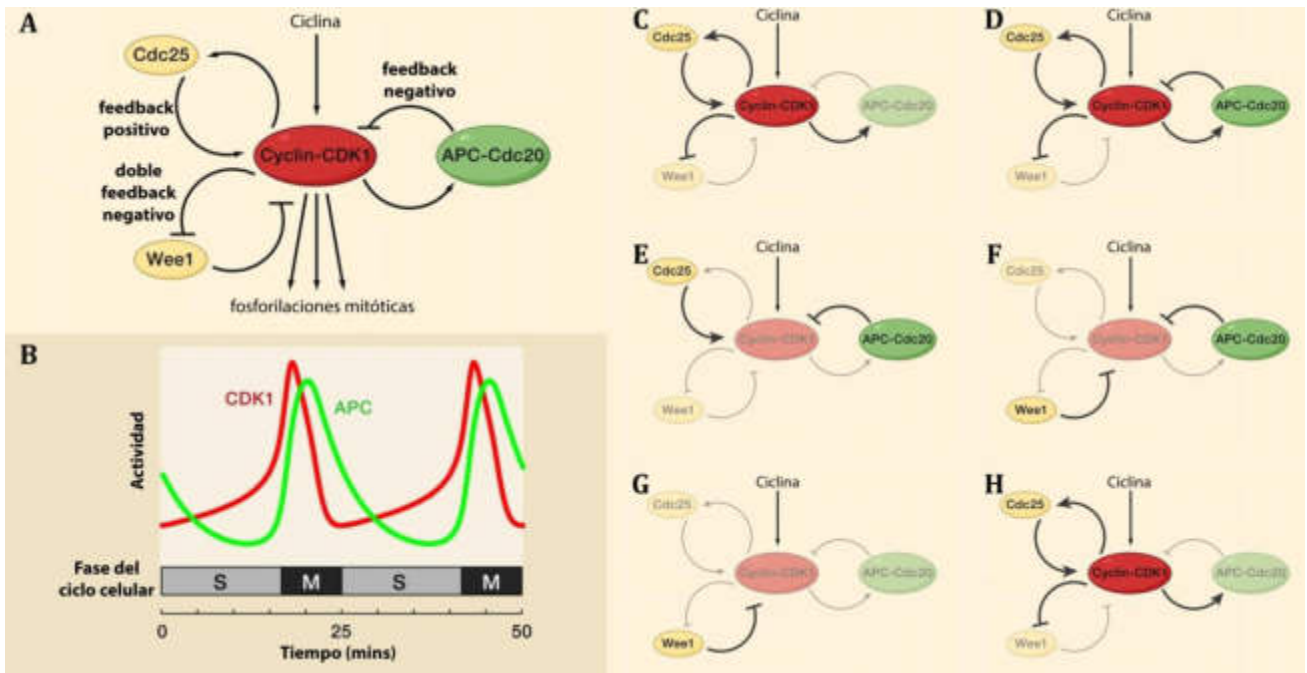 A
Ciclina
Cdc25
feedback
negativo
feedback
positivo
Cyclin-CDK1
APC-Cdc20
doble
feedback
negativo
Wee1
fosforilaciones mitóticas
B
Actividad
CDK1
APC
Fase del
ciclo celular
S M S M
0 25 50
Tiempo (mins)
C
Ciclina
Cdc25
Cyclin-CDK1
APC-Cdc20
Wee1
D
Ciclina
Cdc25
Cyclin-CDK1
APC-Cdc20
Wee1
E
Ciclina
Cdc25
Cyclin-CDK1
APC-Cdc20
Wee1
F
Ciclina
Cdc25
Cyclin-CDK1
APC-Cdc20
Wee1
G
Ciclina
Cdc25
Cyclin-CDK1
APC-Cdc20
Wee1
H
Ciclina
Cdc25
Cyclin-CDK1
APC-Cdc20
Wee1